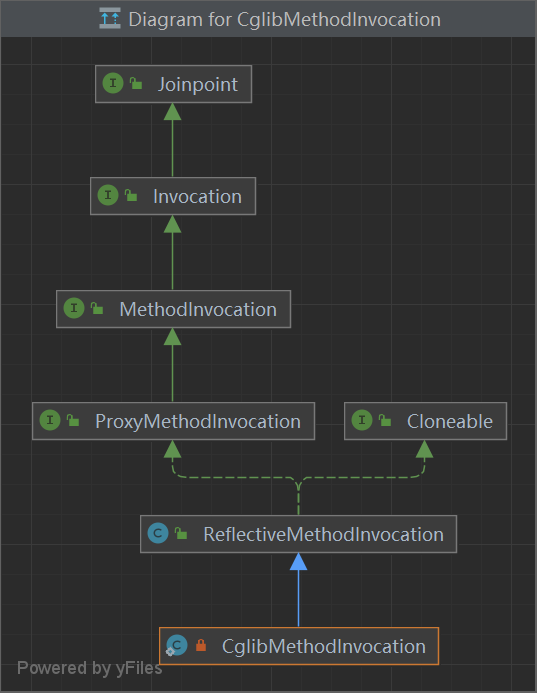 Diagram for CglibMethodInvocation
I Joinpoint
I Invocation
I MethodInvocation
I ProxyMethodInvocation
I Cloneable
C ReflectiveMethodInvocation
C CglibMethodInvocation
Powered by yFiles